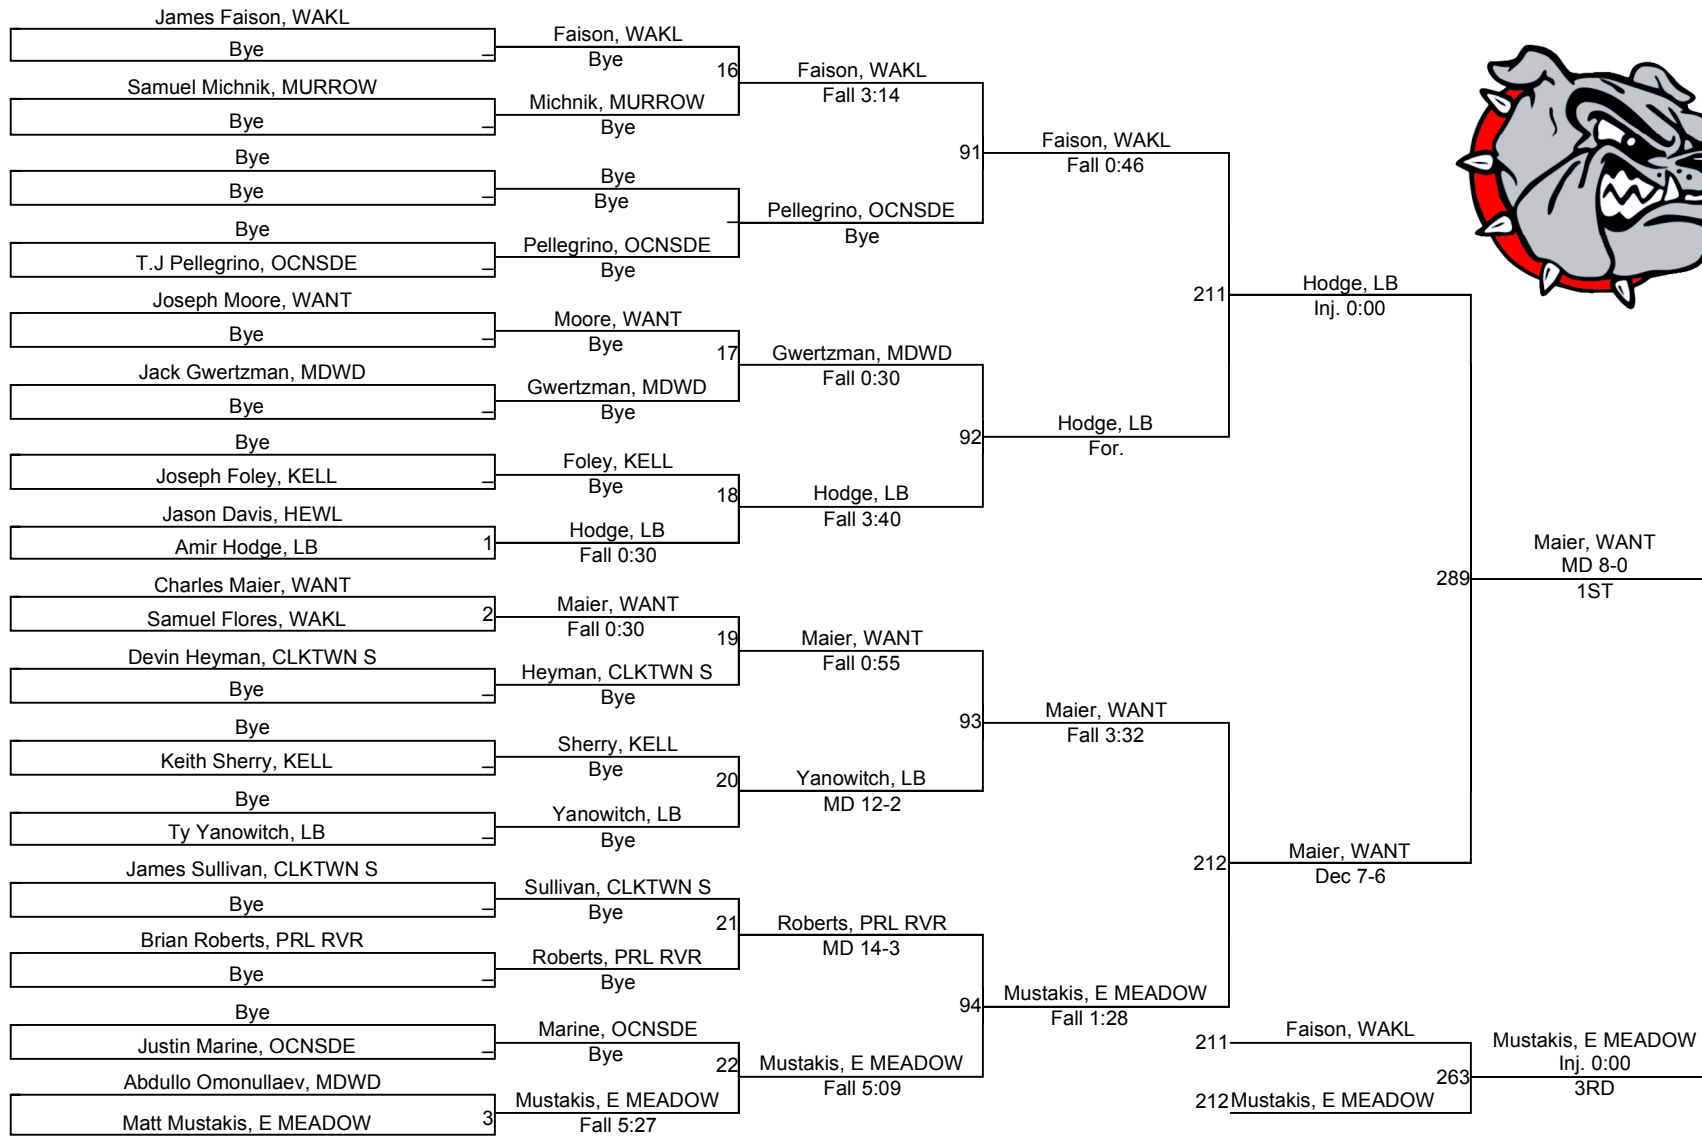 James Faison, WAKL
Bye
Samuel Michnik, MURROW
Bye
Bye
Bye
Bye
T.J Pellegrino, OCNSDE
Joseph Moore, WANT
Bye
Jack Gwertzman, MDWD
Bye
Bye
Joseph Foley, KELL
Jason Davis, HEWL
Amir Hodge, LB 1
Charles Maier, WANT
Samuel Flores, WAKL 2
Devin Heyman, CLKTWN S
Bye
Bye
Keith Sherry, KELL
Bye
Ty Yanowitch, LB
James Sullivan, CLKTWN S
Bye
Brian Roberts, PRL RVR
Bye
Bye
Justin Marine, OCNSDE
Abdullo Omonullaev, MDWD
Matt Mustakis, E MEADOW 3
Faison, WAKL
Bye
16
Michnik, MURROW
Bye
Bye
Bye
Pellegrino, OCNSDE
Bye
Moore, WANT
Bye
17
Gwertzman, MDWD
Bye
Foley, KELL
Bye
18
Hodge, LB
Fall 0:30
Maier, WANT
Fall 0:30
19
Heyman, CLKTWN S
Bye
Sherry, KELL
Bye
20
Yanowitch, LB
Bye
Sullivan, CLKTWN S
Bye
21
Roberts, PRL RVR
Bye
Marine, OCNSDE
Bye
22
Mustakis, E MEADOW
Fall 5:27
Faison, WAKL
Fall 3:14
91
Pellegrino, OCNSDE
Bye
Gwertzman, MDWD
Fall 0:30
92
Hodge, LB
Fall 3:40
Maier, WANT
Fall 0:55
93
Yanowitch, LB
MD 12-2
Roberts, PRL RVR
MD 14-3
94
Mustakis, E MEADOW
Fall 5:09
Faison, WAKL
Fall 0:46
211
Hodge, LB
For.
Maier, WANT
Fall 3:32
212
Mustakis, E MEADOW
Fall 1:28
Hodge, LB
Inj. 0:00
289
Maier, WANT
Dec 7-6
Maier, WANT
MD 8-0
1ST
211 Faison, WAKL
263
212 Mustakis, E MEADOW
Mustakis, E MEADOW
Inj. 0:00
3RD